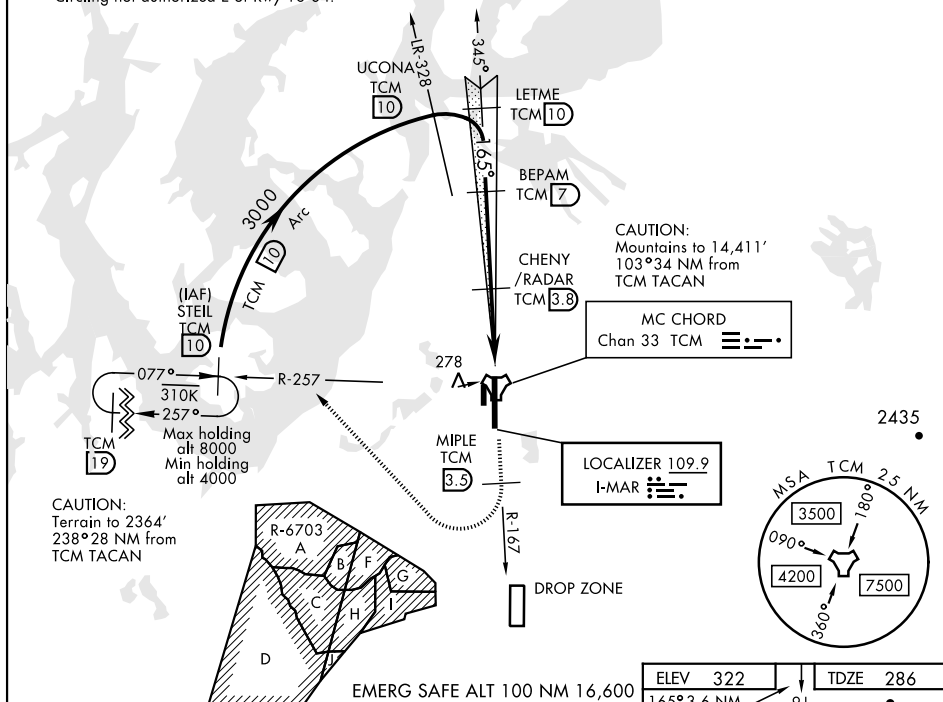 LR-328
345°
UCONA
TCM
10
LETME
TCM 10
165°
BEPAM
TCM 7
3000
Arc
TCM 10
CAUTION:
Mountains to 14,411'
103°34 NM from
TCM TACAN
CHENY
/RADAR
TCM 3.8
(IAF)
STEIL
TCM
10
MC CHORD
Chan 33 TCM
278
077°
310K
257°
R-257
TCM
19
Max holding
alt 8000
Min holding
alt 4000
2435
MIPLE
TCM
3.5
LOCALIZER 109.9
I-MAR
CAUTION:
Terrain to 2364'
238°28 NM from
TCM TACAN
MSA TCM 25 NM
3500
180°
090°
4200
7500
360°
R-167
R-6703
A
B
F
G
C
H
I
D
J
DROP ZONE
EMERG SAFE ALT 100 NM 16,600
ELEV 322
TDZE 286